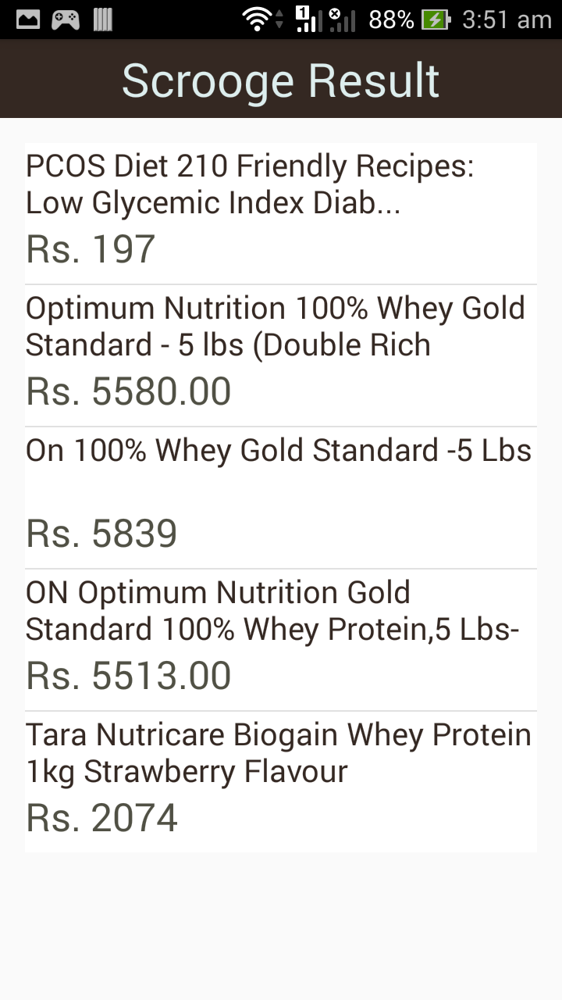 1 88% 3:51 am
Scrooge Result
PCOS Diet 210 Friendly Recipes:
Low Glycemic Index Diab...
Rs. 197
Optimum Nutrition 100% Whey Gold
Standard - 5 lbs (Double Rich
Rs. 5580.00
On 100% Whey Gold Standard -5 Lbs
Rs. 5839
ON Optimum Nutrition Gold
Standard 100% Whey Protein,5 Lbs-
Rs. 5513.00
Tara Nutricare Biogain Whey Protein
1kg Strawberry Flavour
Rs. 2074